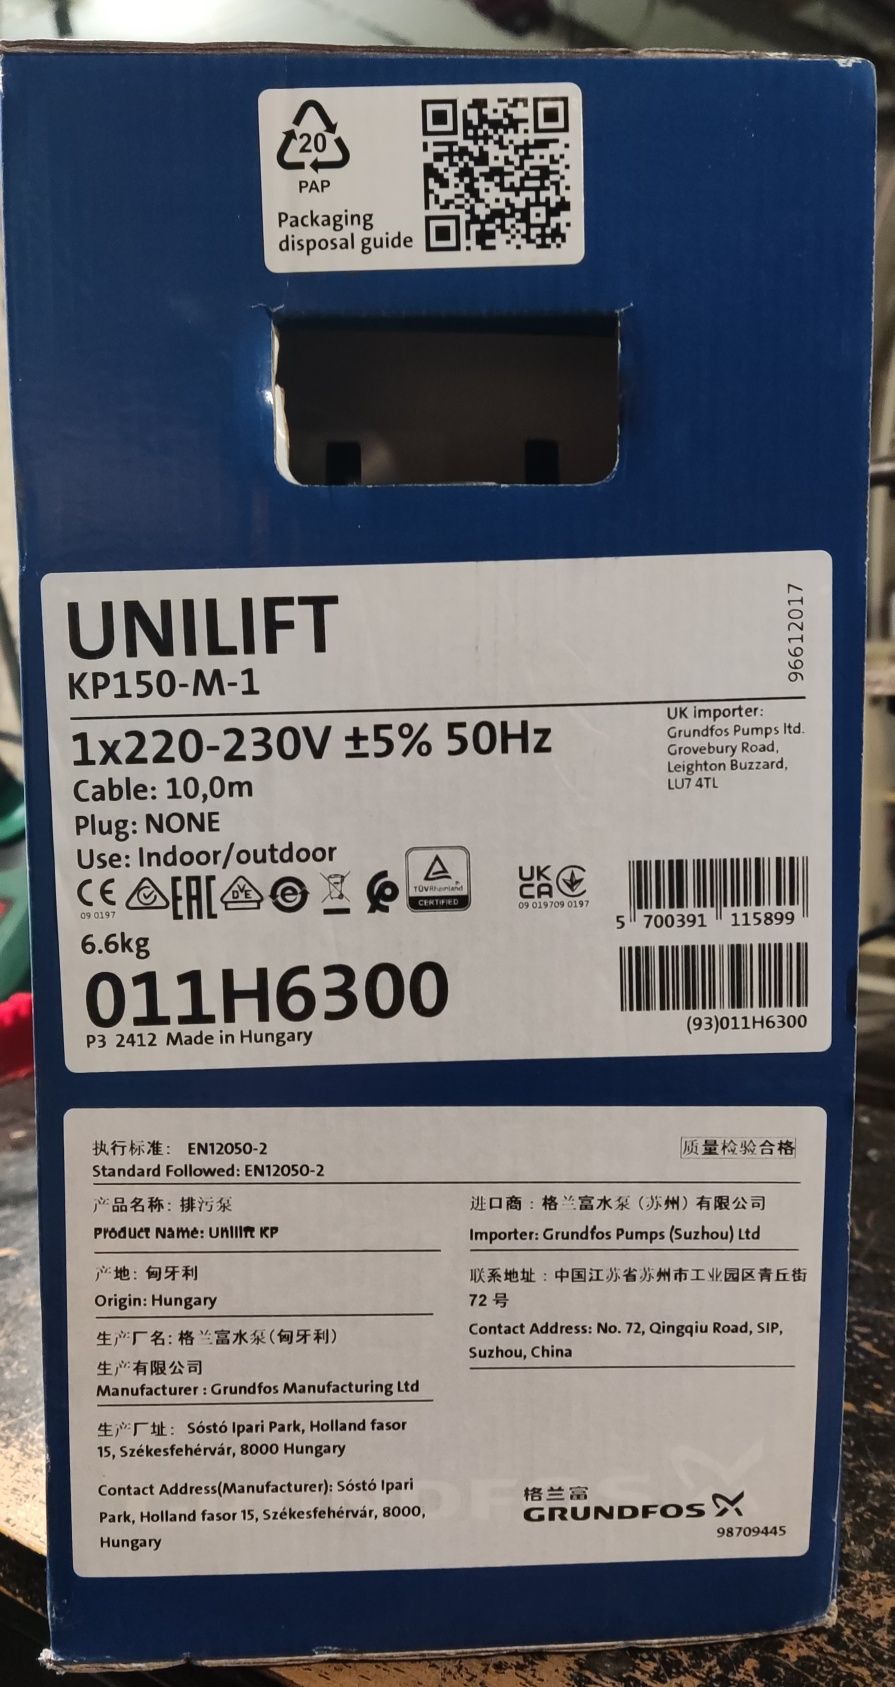 20
PAP
Packaging
disposal guide
UNILIFT
KP150-M-1
96612017
1x220-230V ±5% 50Hz
Cable: 10,0m
Plug: NONE
Use: Indoor/outdoor
UK importer:
Grundfos Pumps ltd.
Grovebury Road,
Leighton Buzzard,
LU7 4TL
CE
09 0197
EAC
DVE
TÜVRheinland
CERTIFIED
UK
CA
09 0197
09 0197
5 700391 115899
6.6kg
011H6300
(93)011H6300
P3 2412 Made in Hungary
执行标准: EN12050-2
Standard Followed: EN12050-2
质量检验合格
产品名称: 排污泵
Product Name: Unilift KP
产地: 匈牙利
Origin: Hungary
生产厂名: 格兰富水泵(匈牙利)
生产有限公司
Manufacturer : Grundfos Manufacturing Ltd
生产厂址: Sóstó Ipari Park, Holland fasor
15, Székesfehérvár, 8000 Hungary
Contact Address(Manufacturer): Sóstó Ipari
Park, Holland fasor 15, Székesfehérvár, 8000,
Hungary
进口商: 格兰富水泵 (苏州) 有限公司
Importer: Grundfos Pumps (Suzhou) Ltd
联系地址: 中国江苏省苏州市工业园区青丘街
72 号
Contact Address: No. 72, Qingqiu Road, SIP,
Suzhou, China
格兰富
GRUNDFOS
98709445